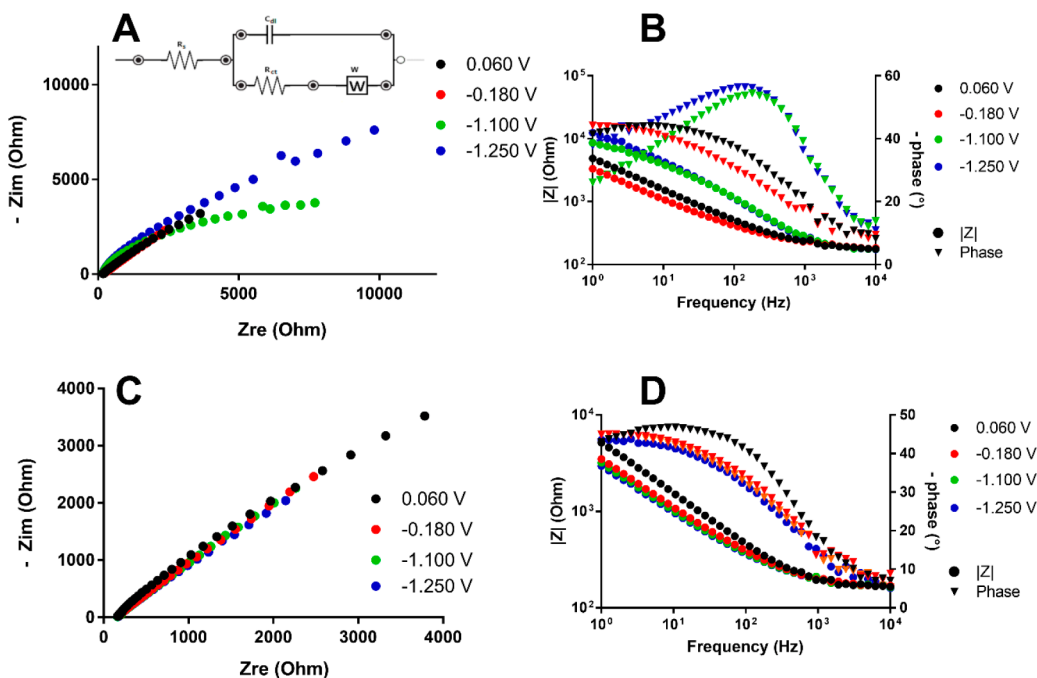 A
C_dl
R_s
R_ct
W
W
- Zim (Ohm)
10000
5000
0
0
5000
10000
Zre (Ohm)
0.060 V
-0.180 V
-1.100 V
-1.250 V
B
|Z| (Ohm)
10^5
10^4
10^3
10^2
10^0
10^1
10^2
10^3
10^4
Frequency (Hz)
60
40
20
0
- phase (°)
0.060 V
-0.180 V
-1.100 V
-1.250 V
|Z|
Phase
C
- Zim (Ohm)
4000
3000
2000
1000
0
0
1000
2000
3000
4000
Zre (Ohm)
0.060 V
-0.180 V
-1.100 V
-1.250 V
D
|Z| (Ohm)
10^4
10^3
10^2
10^0
10^1
10^2
10^3
10^4
Frequency (Hz)
50
40
30
20
10
0
- phase (°)
0.060 V
-0.180 V
-1.100 V
-1.250 V
|Z|
Phase